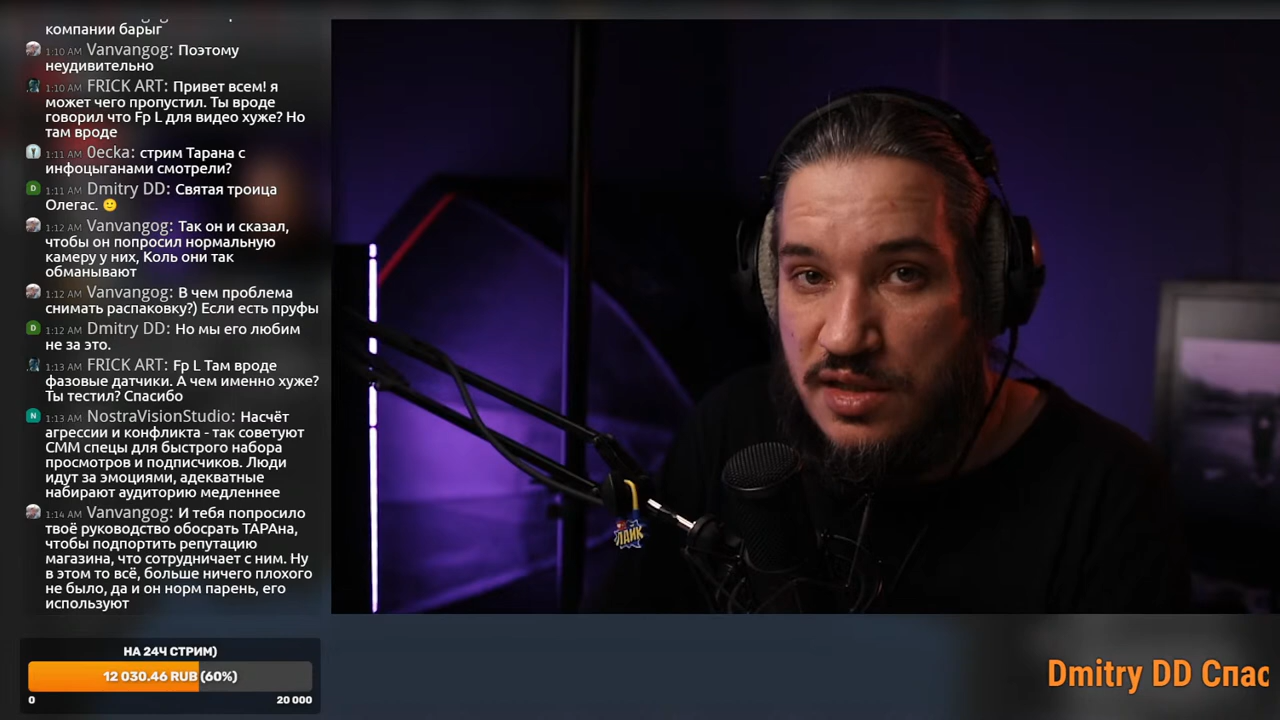 компании барыг
1:10 AM Vanvangog: Поэтому
неудивительно
1:10 AM FRICK ART: Привет всем! я
может чего пропустил. Ты вроде
говорил что Fp L для видео хуже? Но
там вроде
1:11 AM 0ecka: стрим Тарана с
инфоцыганами смотрели?
D 1:11 AM Dmitry DD: Святая троица
Олегас. 🙂
1:12 AM Vanvangog: Так он и сказал,
чтобы он попросил нормальную
камеру у них, Коль они так
обманывают
1:12 AM Vanvangog: В чем проблема
снимать распаковку?) Если есть пруфы
D 1:12 AM Dmitry DD: Но мы его любим
не за это.
1:13 AM FRICK ART: Fp L Там вроде
фазовые датчики. А чем именно хуже?
Ты тестил? Спасибо
N 1:13 AM NostraVisionStudio: Насчёт
агрессии и конфликта - так советуют
СММ спецы для быстрого набора
просмотров и подписчиков. Люди
идут за эмоциями, адекватные
набирают аудиторию медленнее
1:14 AM Vanvangog: И тебя попросило
твоё руководство обосрать ТАРАна,
чтобы подпортить репутацию
магазина, что сотрудничает с ним. Ну
в этом то всё, больше ничего плохого
не было, да и он норм парень, его
используют
ЛАЙК
НА 24Ч СТРИМ)
12 030.46 RUB (60%)
0 20 000
Dmitry DD Спас